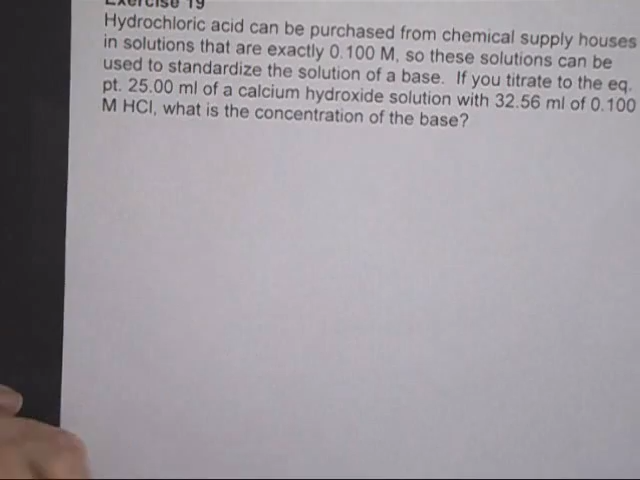 Exercise 19
Hydrochloric acid can be purchased from chemical supply houses
in solutions that are exactly 0.100 M, so these solutions can be
used to standardize the solution of a base. If you titrate to the eq.
pt. 25.00 ml of a calcium hydroxide solution with 32.56 ml of 0.100
M HCl, what is the concentration of the base?